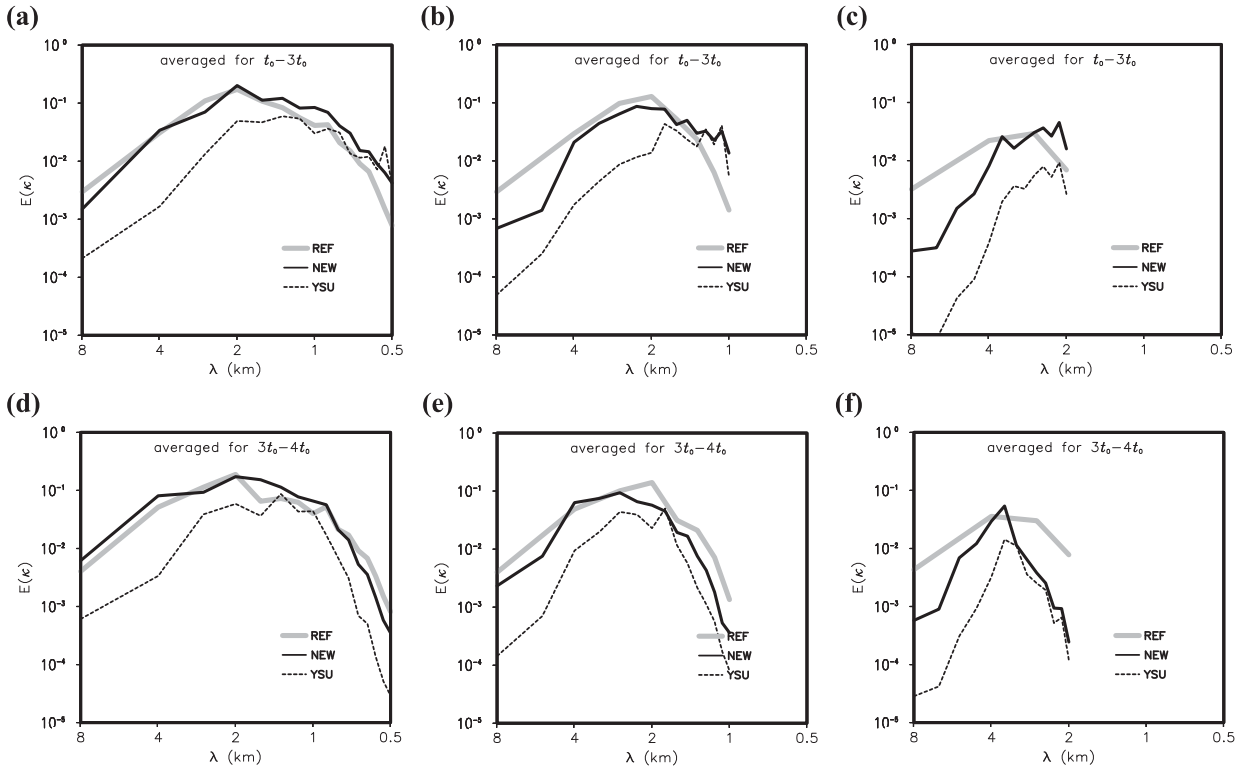 (a)
averaged for t₀−3t₀
E(κ)
10⁰
10⁻¹
10⁻²
10⁻³
10⁻⁴
10⁻⁵
REF
NEW
YSU
8 4 2 1 0.5
λ (km)
(b)
averaged for t₀−3t₀
E(κ)
10⁰
10⁻¹
10⁻²
10⁻³
10⁻⁴
10⁻⁵
REF
NEW
YSU
8 4 2 1 0.5
λ (km)
(c)
averaged for t₀−3t₀
E(κ)
10⁰
10⁻¹
10⁻²
10⁻³
10⁻⁴
10⁻⁵
REF
NEW
YSU
8 4 2 1 0.5
λ (km)
(d)
averaged for 3t₀−4t₀
E(κ)
10⁰
10⁻¹
10⁻²
10⁻³
10⁻⁴
10⁻⁵
REF
NEW
YSU
8 4 2 1 0.5
λ (km)
(e)
averaged for 3t₀−4t₀
E(κ)
10⁰
10⁻¹
10⁻²
10⁻³
10⁻⁴
10⁻⁵
REF
NEW
YSU
8 4 2 1 0.5
λ (km)
(f)
averaged for 3t₀−4t₀
E(κ)
10⁰
10⁻¹
10⁻²
10⁻³
10⁻⁴
10⁻⁵
REF
NEW
YSU
8 4 2 1 0.5
λ (km)